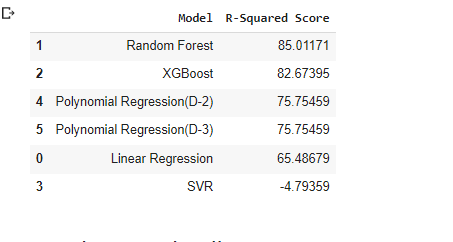 Model R-Squared Score
1 Random Forest 85.01171
2 XGBoost 82.67395
4 Polynomial Regression(D-2) 75.75459
5 Polynomial Regression(D-3) 75.75459
0 Linear Regression 65.48679
3 SVR -4.79359